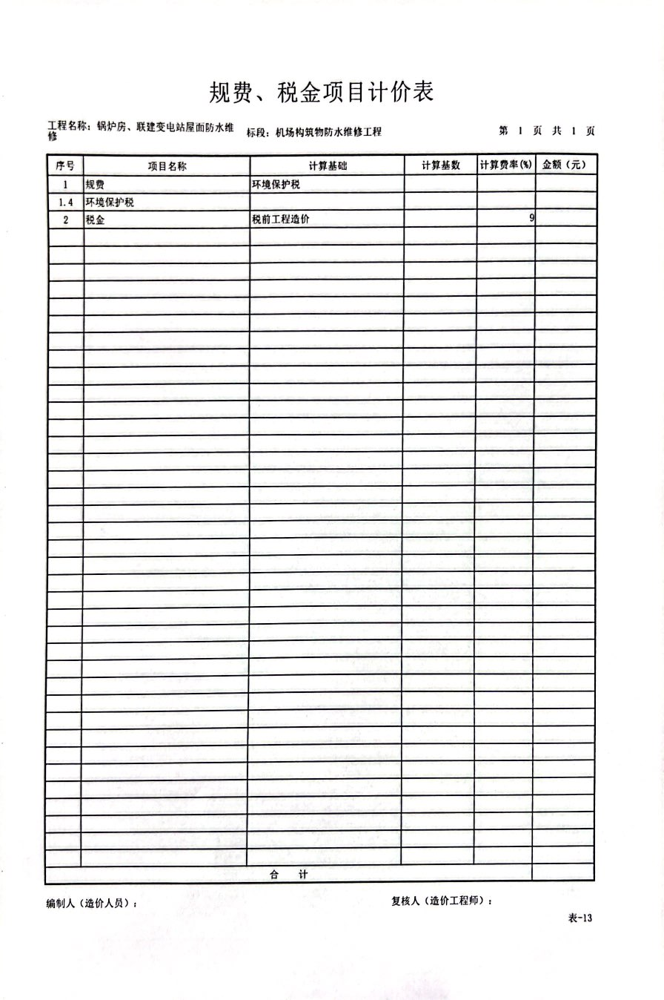 规费、税金项目计价表
工程名称：锅炉房、联建变电站屋面防水维
修
标段：机场构筑物防水维修工程
第 1 页 共 1 页
序号 项目名称 计算基础 计算基数 计算费率(%) 金额（元）
1 规费 环境保护税
1.4 环境保护税
2 税金 税前工程造价 9
合 计
编制人（造价人员）： 复核人（造价工程师）：
表-13